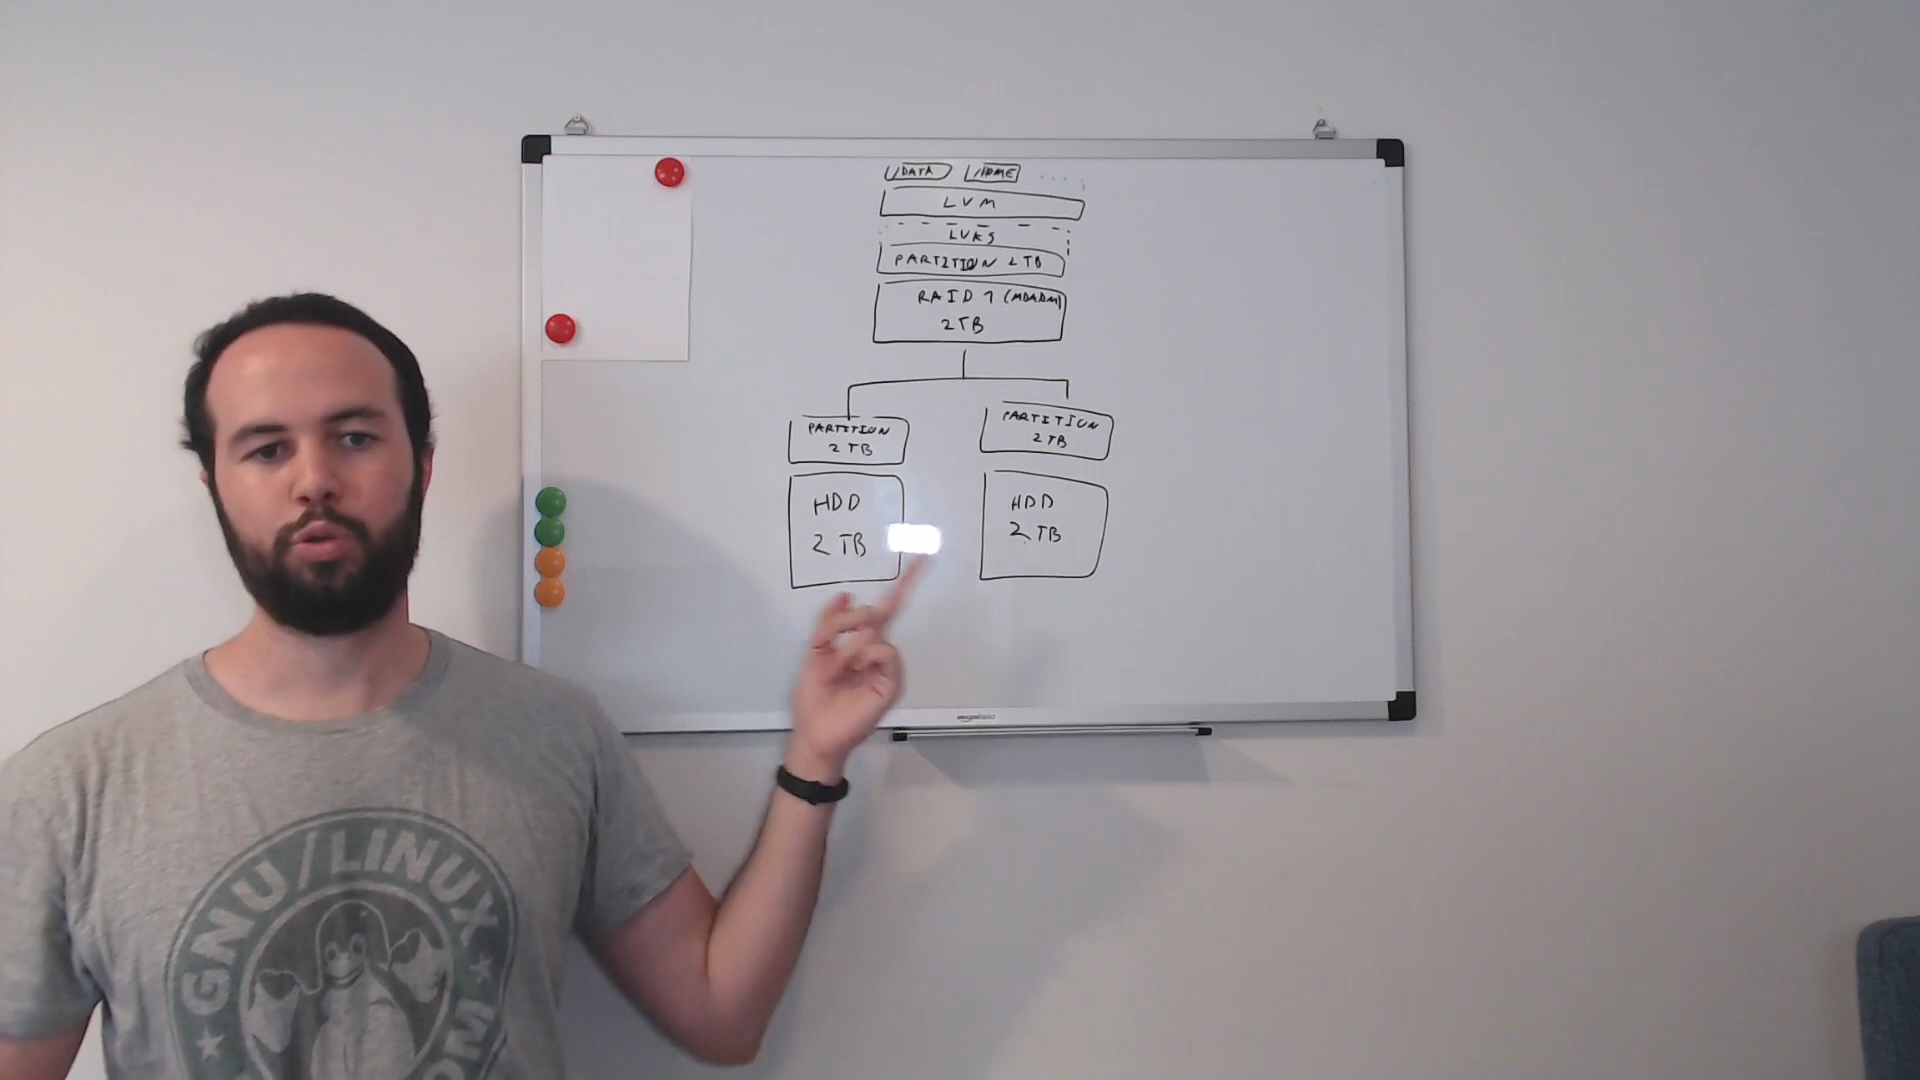 /DATA /HOME ....
LVM
LUKS
PARTITION 2TB
RAID 1 (MDADM)
2TB
PARTITION
2TB
PARTITION
2TB
HDD
2TB
HDD
2TB
GNU/LINUX